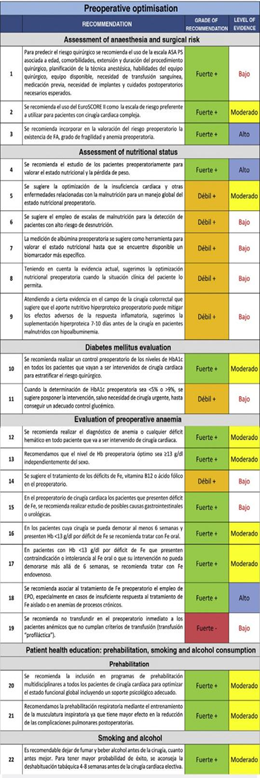 Preoperative optimisation
RECOMMENDATION
GRADE OF
RECOMMENDATION
LEVEL OF
EVIDENCE
Assessment of anaesthesia and surgical risk
1
Para predecir el riesgo quirúrgico se recomienda el uso de la escala ASA PS
asociada a edad, comorbilidades, extensión y duración del procedimiento
quirúrgico, planificación de la técnica anestésica, habilidades del equipo
quirúrgico, equipo disponible, necesidad de transfusión sanguínea,
medicación previa, necesidad de implantes y cuidados postoperatorios
necesarios esperados.
Fuerte +
Bajo
2
Se recomienda el uso del EuroSCORE II como la escala de riesgo preferente
a utilizar para pacientes con cirugía cardiaca compleja.
Fuerte +
Moderado
3
Se recomienda incorporar en la valoración del riesgo preoperatorio la
existencia de FA, grado de fragilidad y anemia preoperatoria.
Fuerte +
Alto
Assessment of nutritional status
4
Se recomienda el estudio de los pacientes preoperatoriamente para
valorar el estado nutricional y la pérdida de peso.
Fuerte +
Alto
5
Se sugiere la optimización de la insuficiencia cardiaca y otras
enfermedades relacionadas con la malnutrición para un manejo global del
estado nutricional preoperatorio.
Débil +
Moderado
6
Se sugiere el empleo de escalas de malnutrición para la detección de
pacientes con alto riesgo de desnutrición.
Débil +
Bajo
7
La medición de albúmina preoperatoria se sugiere como herramienta para
valorar el estado nutricional hasta que se encuentre disponible un
biomarcador más específico.
Débil +
Bajo
8
Teniendo en cuenta la evidencia actual, sugerimos la optimización
nutricional preoperatoria cuando la situación clínica del paciente lo
permita.
Débil +
Bajo
9
Atendiendo a cierta evidencia en el campo de la cirugía colorrectal que
sugiere que el aporte nutritivo hiperproteico preoperatorio puede mitigar
los efectos adversos de la respuesta inflamatoria, sugerimos la
suplementación hiperproteica 7-10 días antes de la cirugía en pacientes
malnutridos con hipoalbuminemia.
Débil +
Bajo
Diabetes mellitus evaluation
10
Se recomienda realizar un control preoperatorio de los niveles de HbA1c
en todos los pacientes que vayan a ser intervenidos de cirugía cardiaca
para estratificar el riesgo quirúrgico.
Fuerte +
Moderado
11
Cuando la determinación de HbA1c preoperatoria sea <5% o >9%, se
sugiere posponer la intervención, salvo necesidad de cirugía urgente, hasta
conseguir un adecuado control glucémico.
Débil +
Bajo
Evaluation of preoperative anemia
12
Se recomienda realizar el diagnóstico de anemia o cualquier déficit
hemático en todo paciente que va a ser intervenido de cirugía cardiaca.
Fuerte +
Moderado
13
Recomendamos que el nivel de Hb preoperatoria óptimo sea ≥13 g/dl
independientemente del sexo.
Fuerte +
Moderado
14
Se sugiere el tratamiento de los déficits de Fe, vitamina B12 o ácido fólico
en el preoperatorio.
Débil +
Bajo
15
En el preoperatorio de cirugía cardiaca los pacientes que presenten déficit
de Fe, se recomienda realizar estudio de posibles causas gastrointestinales
o urológicas.
Fuerte +
Bajo
16
En los pacientes cuya cirugía se pueda demorar al menos 6 semanas y
presenten Hb <13 g/dl por déficit de Fe se recomienda tratar con Fe oral.
Fuerte +
Moderado
17
En pacientes con Hb <13 g/dl por déficit de Fe que presenten
contraindicación o intolerancia al Fe oral o que su intervención no pueda
demorarse más allá de 6 semanas, se recomienda tratar con Fe
endovenoso.
Fuerte +
Moderado
18
Se recomienda asociar al tratamiento de Fe preoperatorio el empleo de
EPO, especialmente en casos de insuficiente respuesta al tratamiento de
Fe aislado o en anemias de procesos crónicos.
Fuerte +
Alto
19
Se recomienda no transfundir en el preoperatorio inmediato a los
pacientes anémicos que no cumplan criterios de transfusión (transfusión
"profiláctica").
Fuerte -
Bajo
Patient health education: prehabilitation, smoking and alcohol consumption
Prehabilitation
20
Se recomienda la inclusión en programas de prehabilitación
multidisciplinares a todos los pacientes de cirugía cardiaca para optimizar
el estado funcional global incluyendo un soporte psicológico adecuado.
Fuerte +
Moderado
21
Recomendamos la prehabilitación respiratoria mediante el entrenamiento
de la musculatura inspiratoria ya que tiene mayor efecto en la reducción de
las complicaciones pulmonares postoperatorias.
Fuerte +
Moderado
Smoking and alcohol
22
Es recomendable dejar de fumar y beber alcohol antes de la cirugía, cuanto
antes mejor. Para tener mayor probabilidad de éxito, se aconseja la
deshabituación tabáquica 4-8 semanas antes de la cirugía cardiaca electiva.
Fuerte +
Moderado